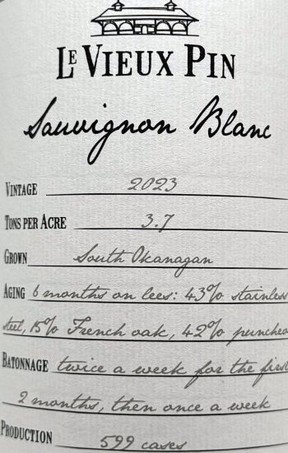 LE VIEUX PIN
Sauvignon Blanc
VINTAGE 2023
TONS PER ACRE 3.7
GROWN South Okanagan
AGING 6 months on lees: 43% stainless
steel, 15% French oak, 42% puncheo
BATONNAGE twice a week for the first
2 months, then once a week
PRODUCTION 599 cases